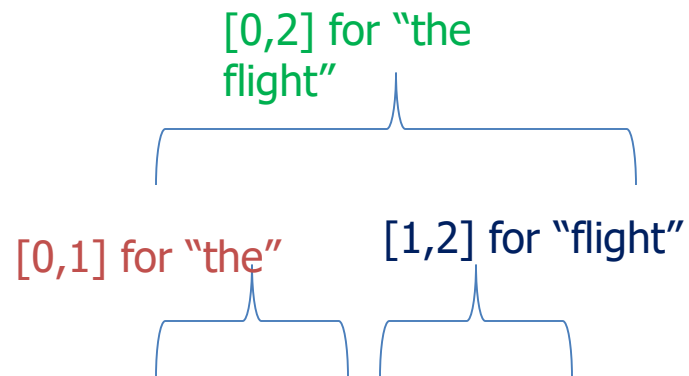 [0,2] for “the
flight”
[0,1] for “the”
[1,2] for “flight”